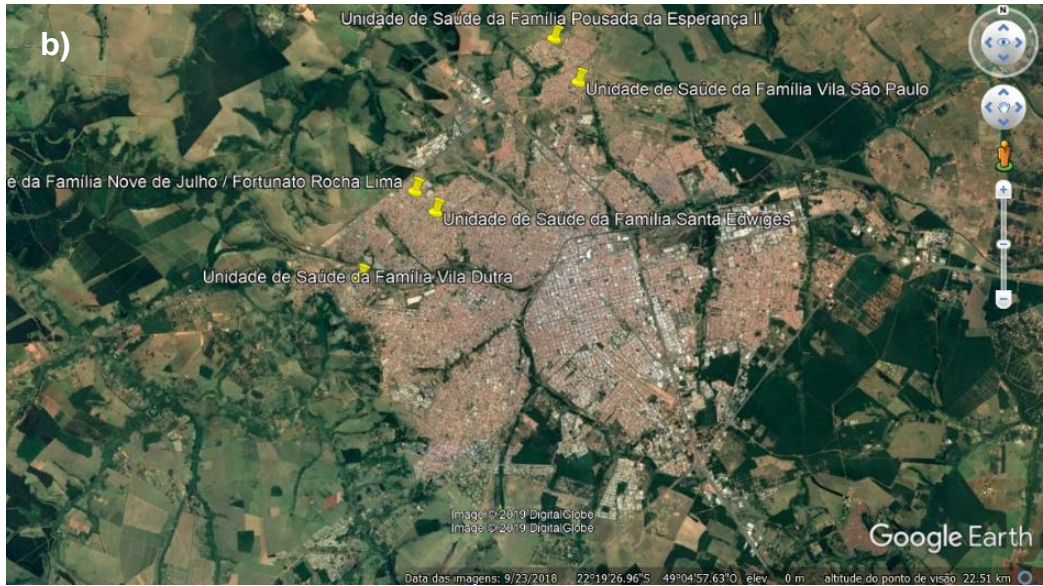 b)
Unidade de Saúde da Família Pousada da Esperança II
N
Unidade de Saúde da Família Vila São Paulo
e da Família Nove de Julho / Fortunato Rocha Lima
Unidade de Saúde da Família Santa Edwiges
Unidade de Saúde da Família Vila Dutra
Image © 2019 DigitalGlobe
Image © 2019 DigitalGlobe
Google Earth
Data das imagens: 9/23/2018 22°19'26.96"S 49°04'57.63"O elev 0 m altitude do ponto de visão 22.51 km